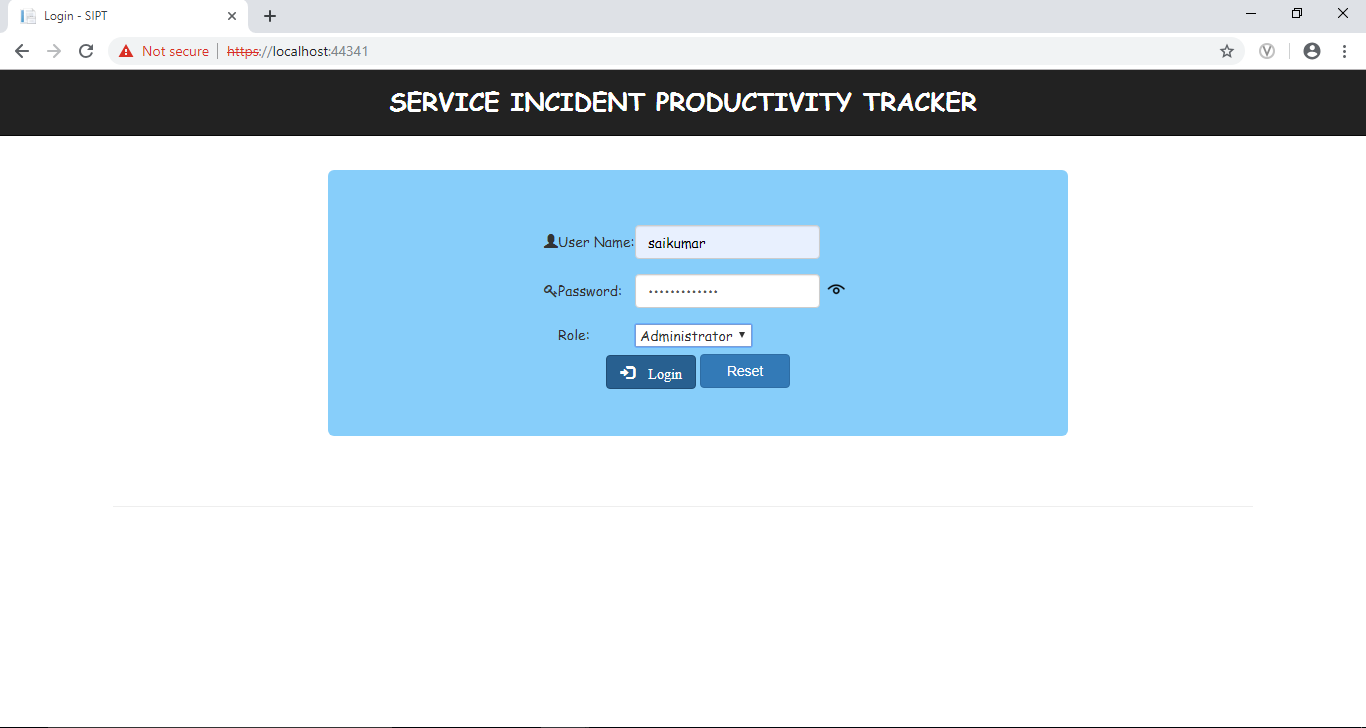 Login - SIPT
Not secure https://localhost:44341
SERVICE INCIDENT PRODUCTIVITY TRACKER
User Name: saikumar
Password: •••••••••••••
Role: Administrator
Login Reset